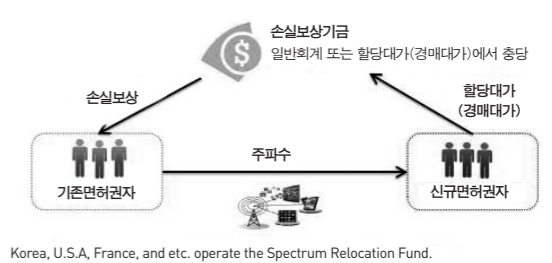 손실보상기금
일반회계 또는 할당대가(경매대가)에서 충당
손실보상
할당대가
(경매대가)
주파수
기존면허권자
신규면허권자
Korea, U.S.A, France, and etc. operate the Spectrum Relocation Fund.